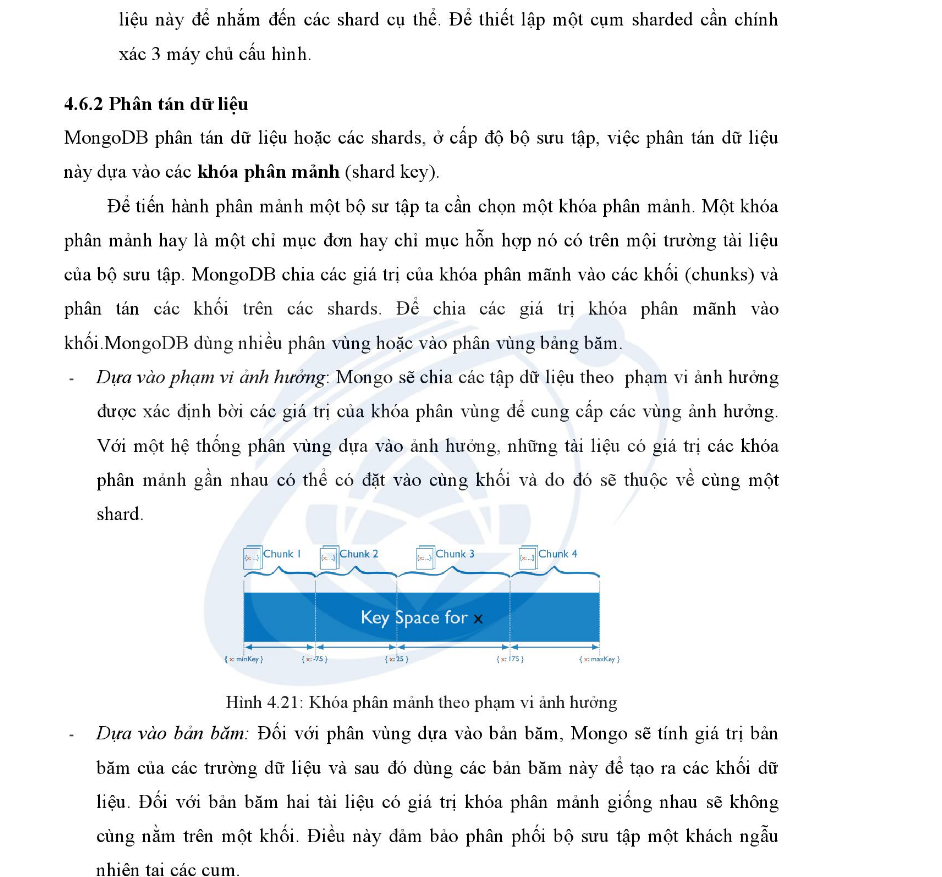 liệu này để nhắm đến các shard cụ thể. Để thiết lập một cụm sharded cần chính
xác 3 máy chủ cấu hình.
4.6.2 Phân tán dữ liệu
MongoDB phân tán dữ liệu hoặc các shards, ở cấp độ bộ sưu tập, việc phân tán dữ liệu
này dựa vào các khóa phân mảnh (shard key).
Để tiến hành phân mảnh một bộ sư tập ta cần chọn một khóa phân mảnh. Một khóa
phân mảnh hay là một chỉ mục đơn hay chỉ mục hỗn hợp nó có trên mội trường tài liệu
của bộ sưu tập. MongoDB chia các giá trị của khóa phân mãnh vào các khối (chunks) và
phân tán các khối trên các shards. Để chia các giá trị khóa phân mãnh vào
khối.MongoDB dùng nhiều phân vùng hoặc vào phân vùng bảng băm.
- Dựa vào phạm vi ảnh hưởng: Mongo sẽ chia các tập dữ liệu theo phạm vi ảnh hưởng
được xác định bởi các giá trị của khóa phân vùng để cung cấp các vùng ảnh hưởng.
Với một hệ thống phân vùng dựa vào ảnh hưởng, những tài liệu có giá trị các khóa
phân mảnh gần nhau có thể có đặt vào cùng khối và do đó sẽ thuộc về cùng một
shard.
{x:...} Chunk 1 {x:...} Chunk 2 {x:...} Chunk 3 {x:...} Chunk 4
Key Space for x
{ x: minKey } { x: -75 } { x: 25 } { x: 175 } { x: maxKey }
Hình 4.21: Khóa phân mảnh theo phạm vi ảnh hưởng
- Dựa vào bản băm: Đối với phân vùng dựa vào bản băm, Mongo sẽ tính giá trị bản
băm của các trường dữ liệu và sau đó dùng các bản băm này để tạo ra các khối dữ
liệu. Đối với bản băm hai tài liệu có giá trị khóa phân mảnh giống nhau sẽ không
cùng nằm trên một khối. Điều này đảm bảo phân phối bộ sưu tập một khách ngẫu
nhiên tại các cụm.